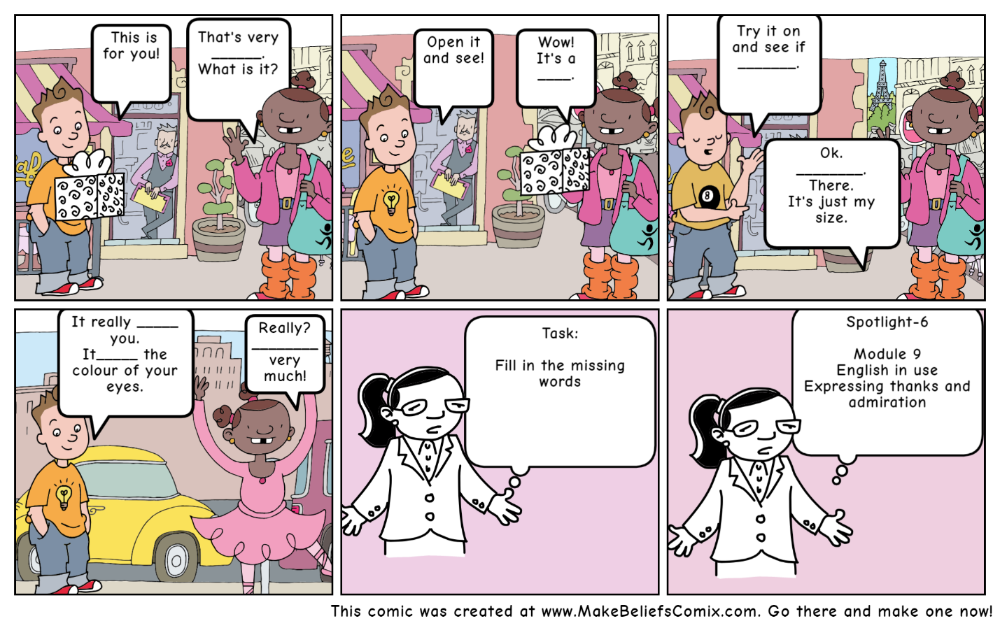 This is
for you!
That's very
______.
What is it?
Open it
and see!
Wow!
It's a
____.
Try it on
and see if
_______.
Ok.
________.
There.
It's just my
size.
It really _____
you.
It_____ the
colour of your
eyes.
Really?
________
very
much!
Task:
Fill in the missing
words
Spotlight-6
Module 9
English in use
Expressing thanks and
admiration
8
This comic was created at www.MakeBeliefsComix.com. Go there and make one now!